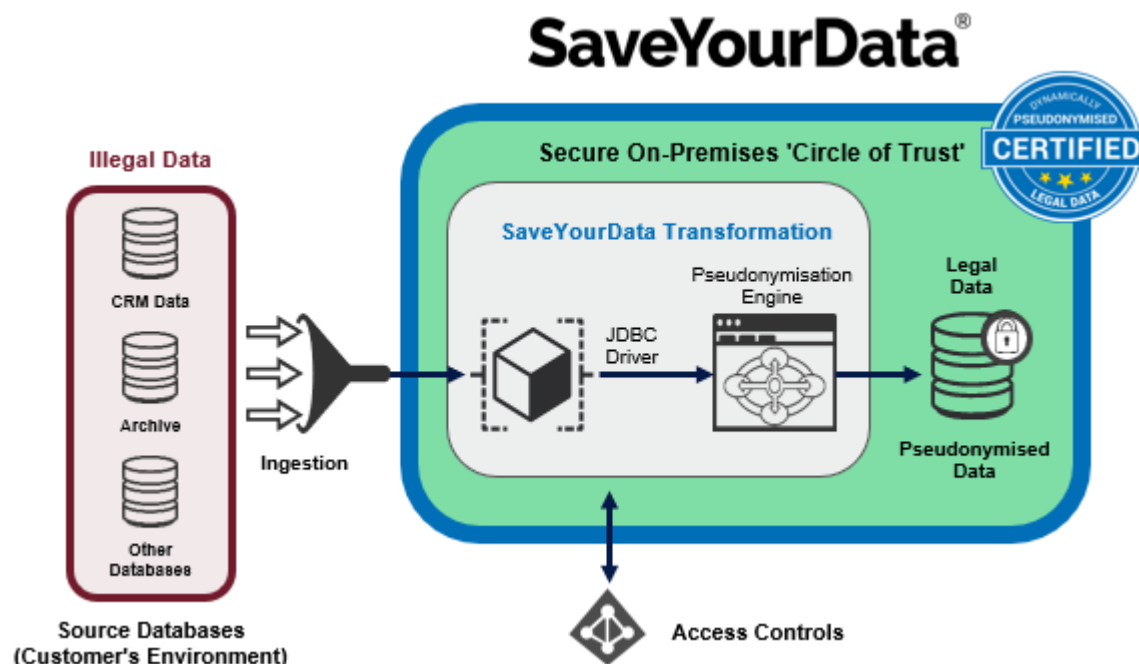 SaveYourData®
DYNAMICALLY
PSEUDONYMISED
CERTIFIED
LEGAL DATA
Secure On-Premises 'Circle of Trust'
Illegal Data
CRM Data
Archive
Other
Databases
Source Databases
(Customer's Environment)
Ingestion
SaveYourData Transformation
JDBC
Driver
Pseudonymisation
Engine
Legal
Data
Pseudonymised
Data
Access Controls